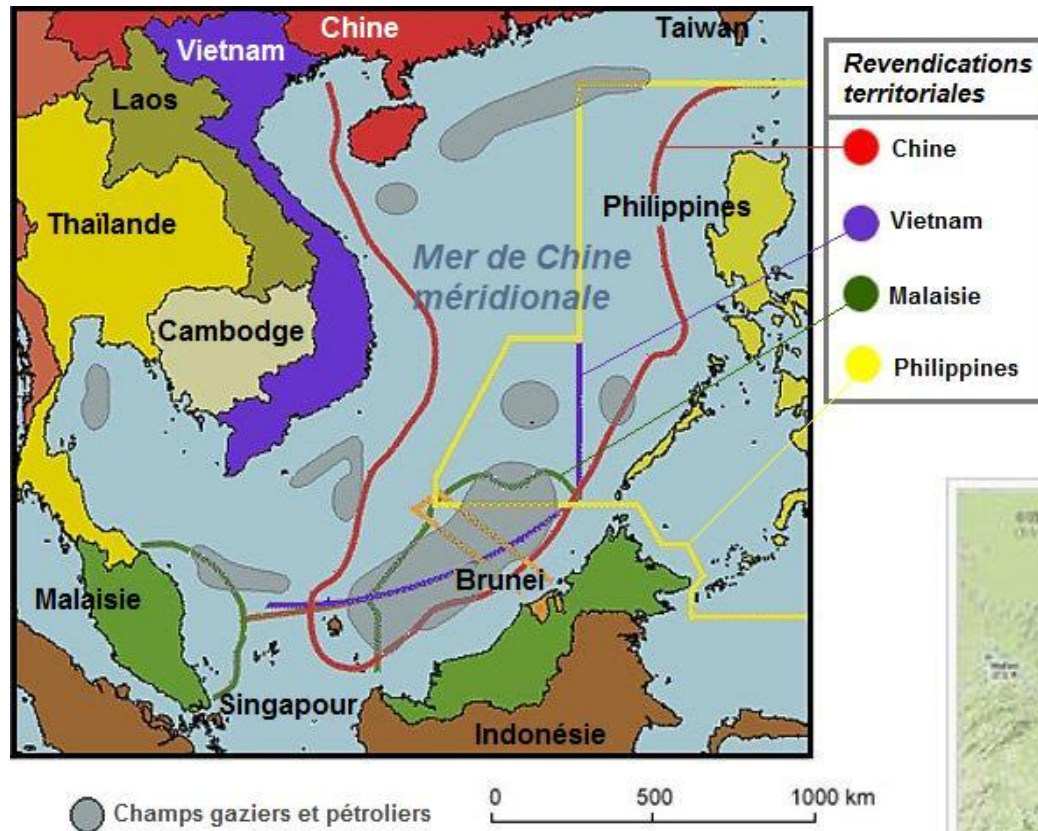 Chine
Taiwan
Vietnam
Laos
Thaïlande
Philippines
Mer de Chine
méridionale
Cambodge
Malaisie
Brunei
Singapour
Indonésie
Revendications
territoriales
Chine
Vietnam
Malaisie
Philippines
Champs gaziers et pétroliers
0 500 1000 km